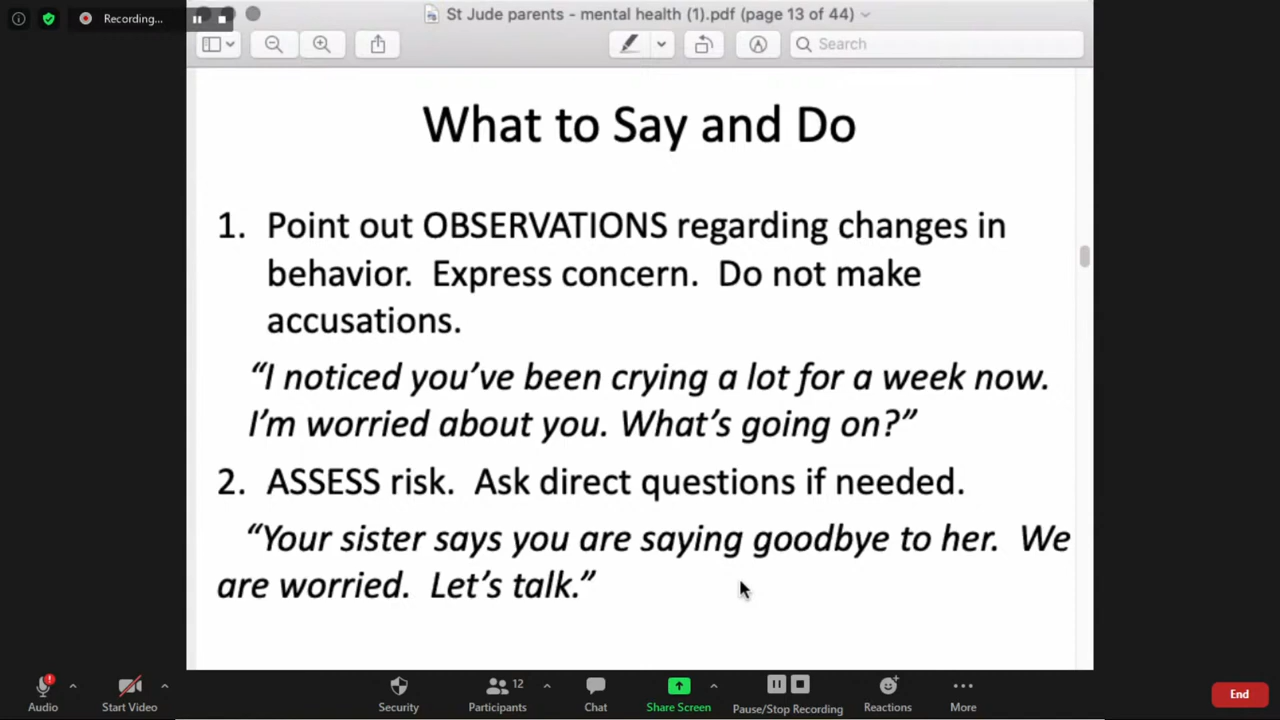 Recording...
St Jude parents - mental health (1).pdf (page 13 of 44)
Search
What to Say and Do
1. Point out OBSERVATIONS regarding changes in
behavior. Express concern. Do not make
accusations.
“I noticed you’ve been crying a lot for a week now.
I’m worried about you. What’s going on?”
2. ASSESS risk. Ask direct questions if needed.
“Your sister says you are saying goodbye to her. We
are worried. Let’s talk.”
12
Audio Start Video Security Participants Chat Share Screen Pause/Stop Recording Reactions More End